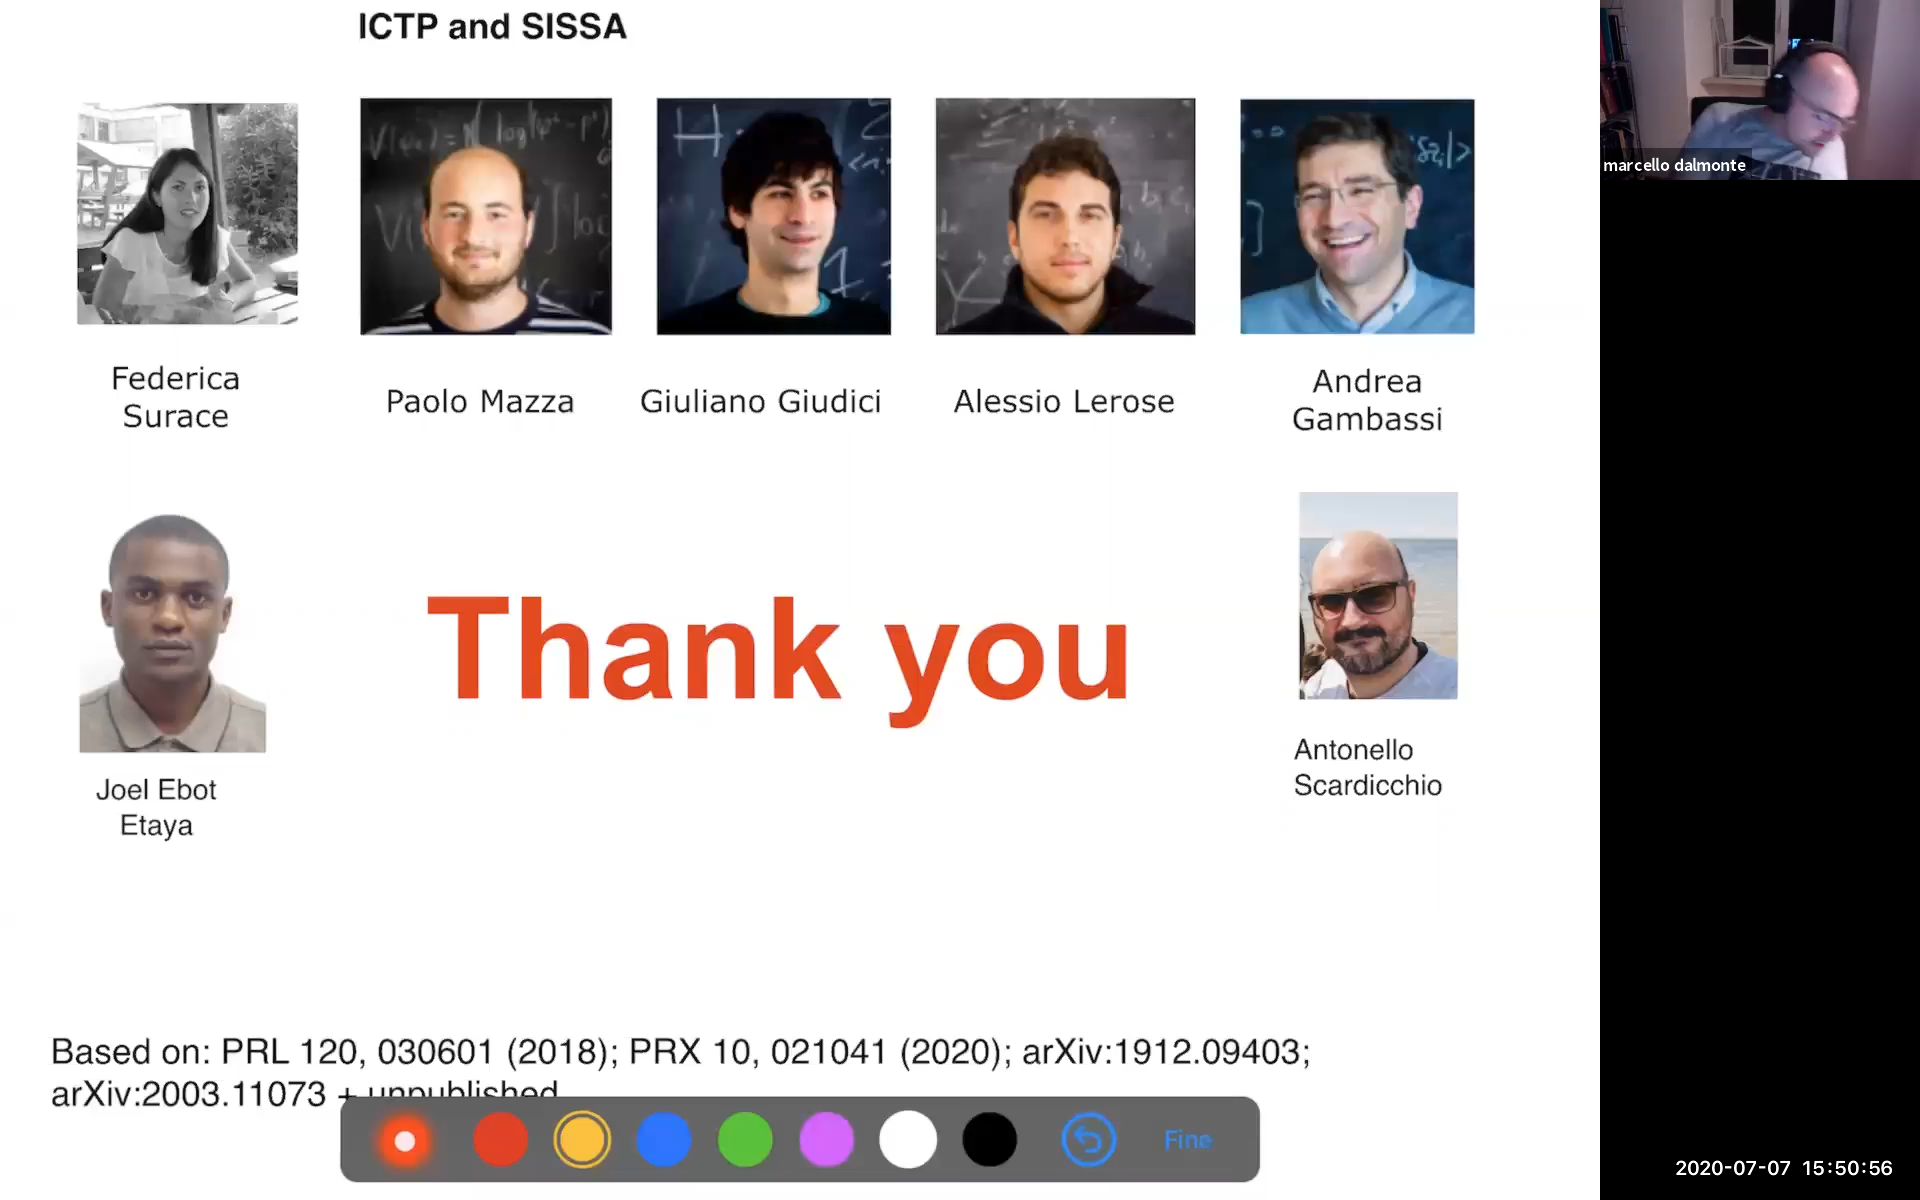 ICTP and SISSA
marcello dalmonte
Federica
Surace
Paolo Mazza
Giuliano Giudici
Alessio Lerose
Andrea
Gambassi
Thank you
Joel Ebot
Etaya
Antonello
Scardicchio
Based on: PRL 120, 030601 (2018); PRX 10, 021041 (2020); arXiv:1912.09403;
arXiv:2003.11073 + unpublished
Fine
2020-07-07 15:50:56